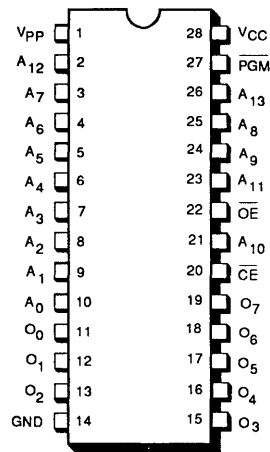 VPP 1 28 VCC
A12 2 27 PGM
A7 3 26 A13
A6 4 25 A8
A5 5 24 A9
A4 6 23 A11
A3 7 22 OE
A2 8 21 A10
A1 9 20 CE
A0 10 19 O7
O0 11 18 O6
O1 12 17 O5
O2 13 16 O4
GND 14 15 O3